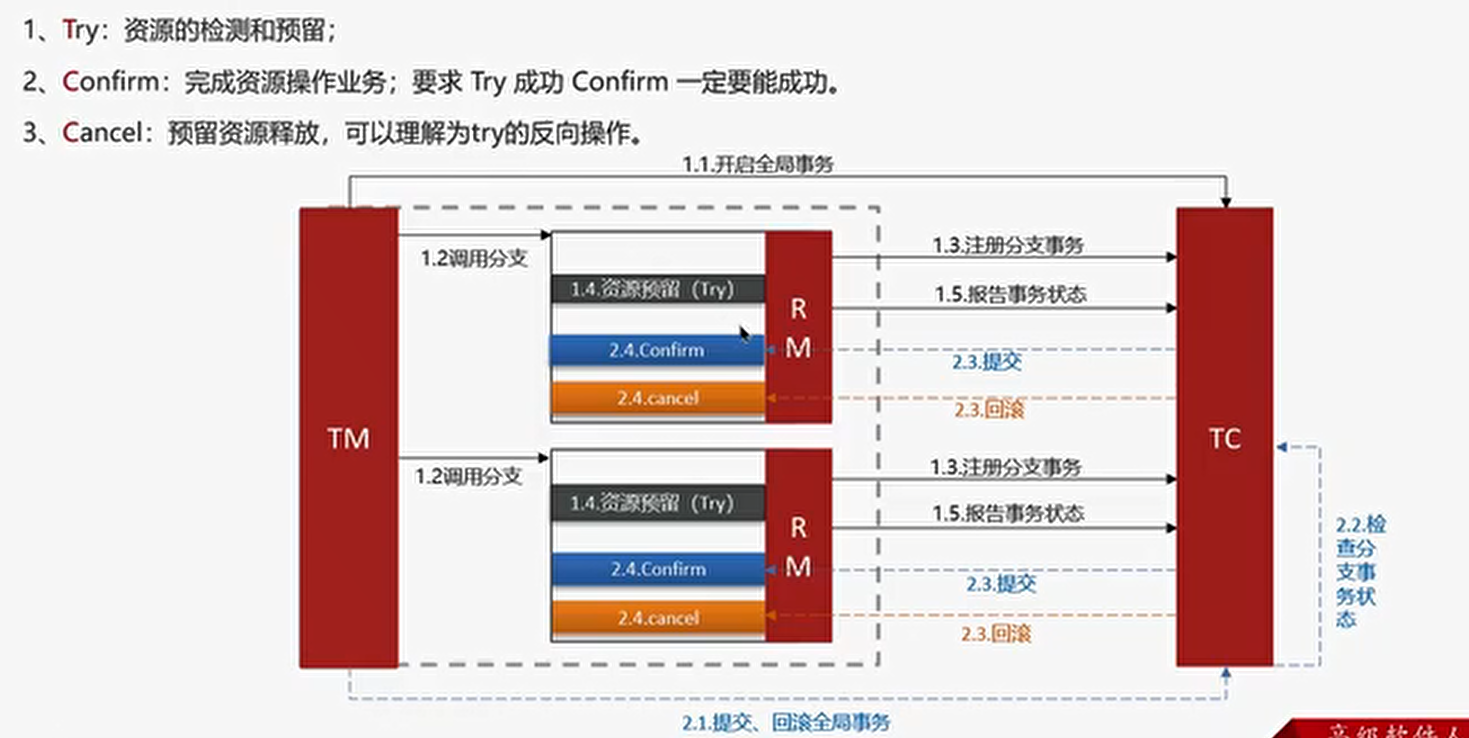 1、Try：资源的检测和预留；
2、Confirm：完成资源操作业务；要求 Try 成功 Confirm 一定要能成功。
3、Cancel：预留资源释放，可以理解为try的反向操作。
1.1.开启全局事务
TM
1.2调用分支
1.4.资源预留（Try）
2.4.Confirm
2.4.cancel
R
M
1.3.注册分支事务
1.5.报告事务状态
2.3.提交
2.3.回滚
TC
1.2调用分支
1.4.资源预留（Try）
2.4.Confirm
2.4.cancel
R
M
1.3.注册分支事务
1.5.报告事务状态
2.3.提交
2.3.回滚
2.2.检
查分
支事
务状
态
2.1.提交、回滚全局事务
高级软件人